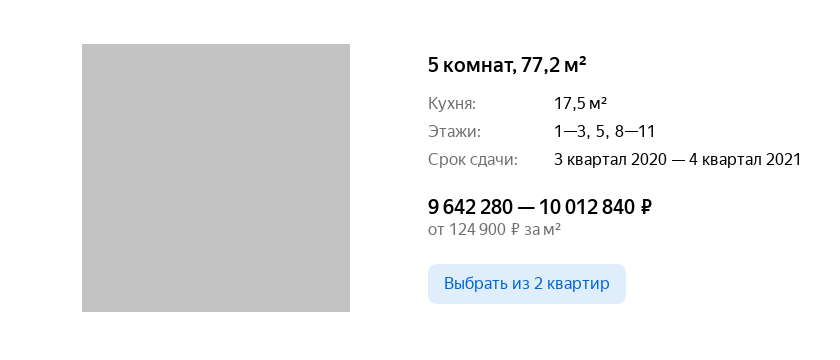 5 комнат, 77,2 м²
Кухня: 17,5 м²
Этажи: 1—3, 5, 8—11
Срок сдачи: 3 квартал 2020 — 4 квартал 2021
9 642 280 — 10 012 840 ₽
от 124 900 ₽ за м²
Выбрать из 2 квартир